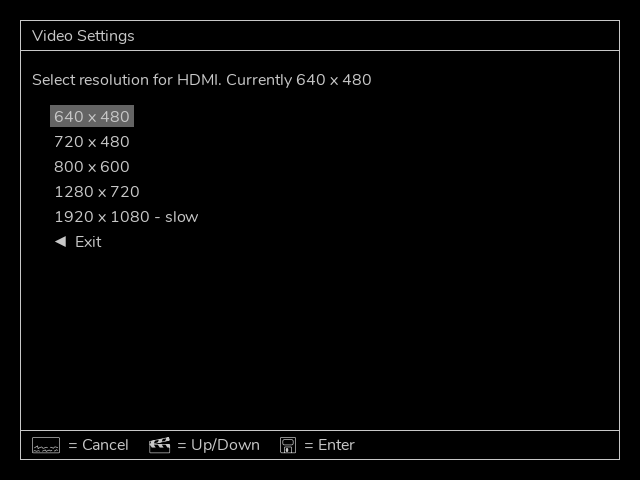 Video Settings
Select resolution for HDMI. Currently 640 x 480
640 x 480
720 x 480
800 x 600
1280 x 720
1920 x 1080 - slow
◄ Exit
= Cancel = Up/Down = Enter